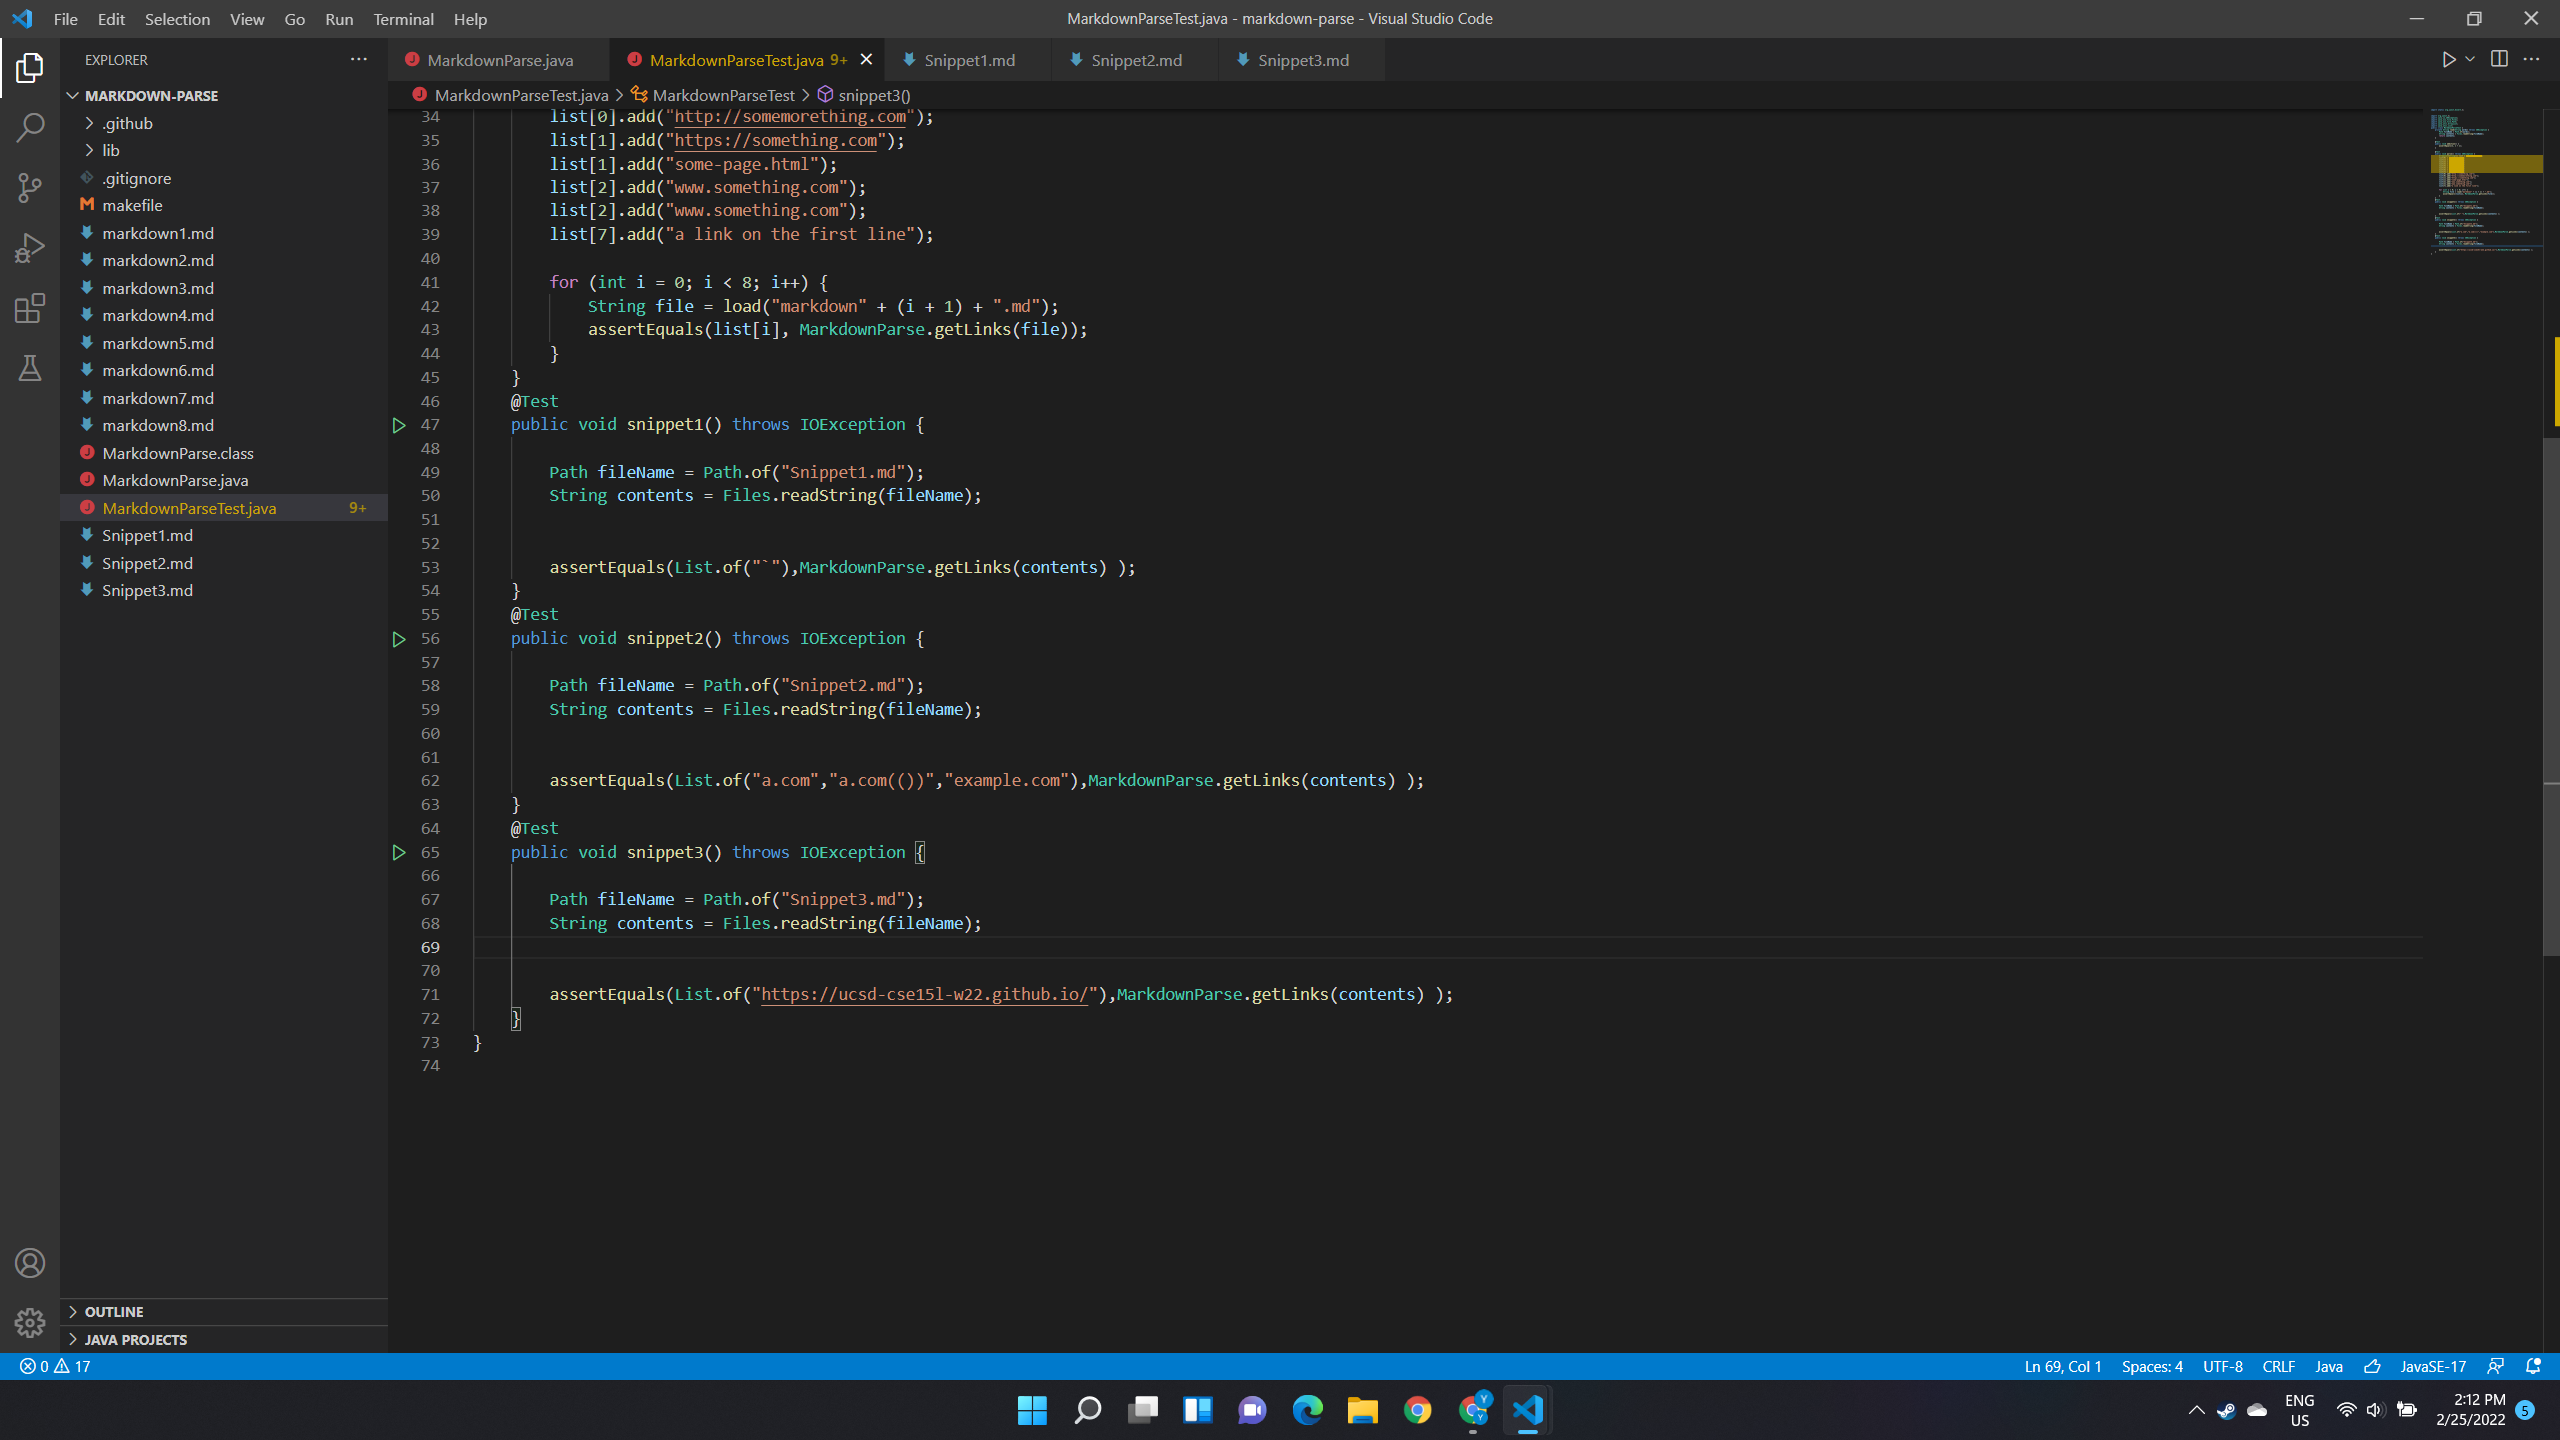 File Edit Selection View Go Run Terminal Help
MarkdownParseTest.java - markdown-parse - Visual Studio Code
EXPLORER
MARKDOWN-PARSE
.github
lib
.gitignore
makefile
markdown1.md
markdown2.md
markdown3.md
markdown4.md
markdown5.md
markdown6.md
markdown7.md
markdown8.md
MarkdownParse.class
MarkdownParse.java
MarkdownParseTest.java 9+
Snippet1.md
Snippet2.md
Snippet3.md
OUTLINE
JAVA PROJECTS
MarkdownParse.java MarkdownParseTest.java 9+ Snippet1.md Snippet2.md Snippet3.md
MarkdownParseTest.java > MarkdownParseTest > snippet3()
34 list[0].add("http://somemorething.com");
35 list[1].add("https://something.com");
36 list[1].add("some-page.html");
37 list[2].add("www.something.com");
38 list[2].add("www.something.com");
39 list[7].add("a link on the first line");
40
41 for (int i = 0; i < 8; i++) {
42 String file = load("markdown" + (i + 1) + ".md");
43 assertEquals(list[i], MarkdownParse.getLinks(file));
44 }
45 }
46 @Test
47 public void snippet1() throws IOException {
48
49 Path fileName = Path.of("Snippet1.md");
50 String contents = Files.readString(fileName);
51
52
53 assertEquals(List.of("`"),MarkdownParse.getLinks(contents) );
54 }
55 @Test
56 public void snippet2() throws IOException {
57
58 Path fileName = Path.of("Snippet2.md");
59 String contents = Files.readString(fileName);
60
61
62 assertEquals(List.of("a.com","a.com(())","example.com"),MarkdownParse.getLinks(contents) );
63 }
64 @Test
65 public void snippet3() throws IOException {
66
67 Path fileName = Path.of("Snippet3.md");
68 String contents = Files.readString(fileName);
69
70
71 assertEquals(List.of("https://ucsd-cse15l-w22.github.io/"),MarkdownParse.getLinks(contents) );
72 }
73 }
74
0 17
Ln 69, Col 1 Spaces: 4 UTF-8 CRLF Java JavaSE-17
ENG
US
2:12 PM
2/25/2022
5